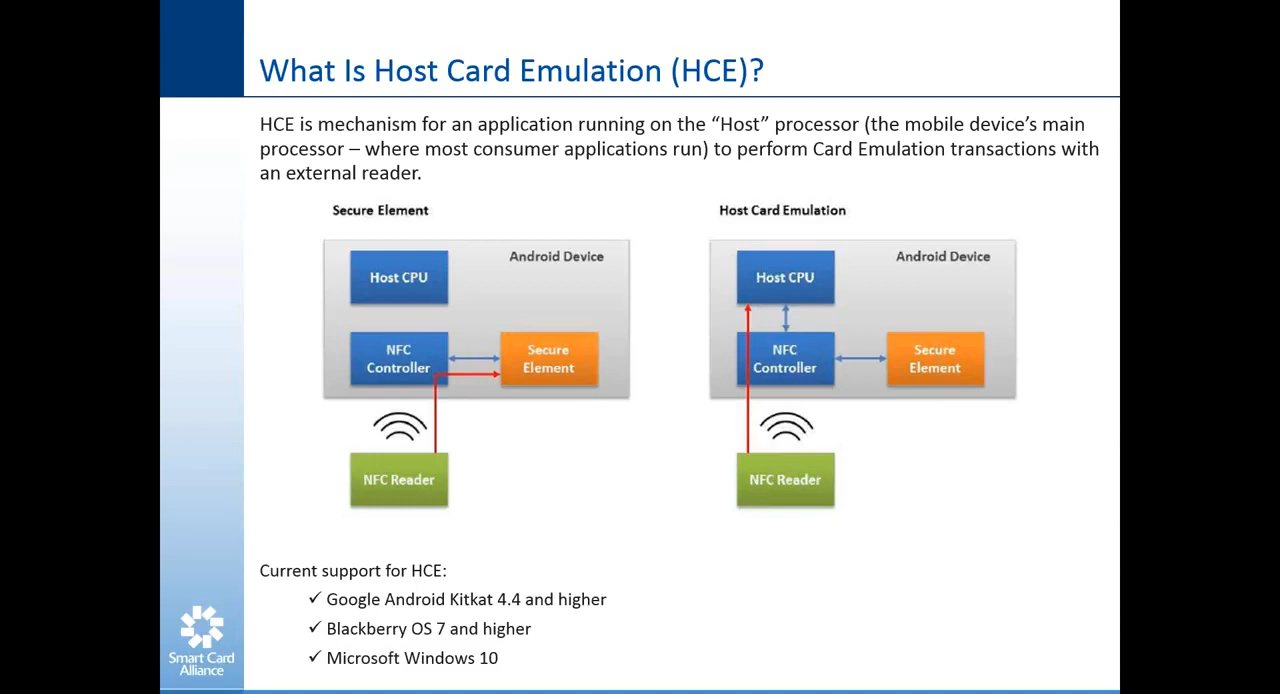 What Is Host Card Emulation (HCE)?
HCE is mechanism for an application running on the “Host” processor (the mobile device’s main
processor – where most consumer applications run) to perform Card Emulation transactions with
an external reader.
Secure Element
Android Device
Host CPU
NFC
Controller
Secure
Element
NFC Reader
Host Card Emulation
Android Device
Host CPU
NFC
Controller
Secure
Element
NFC Reader
Current support for HCE:
✓ Google Android Kitkat 4.4 and higher
✓ Blackberry OS 7 and higher
✓ Microsoft Windows 10
Smart Card
Alliance